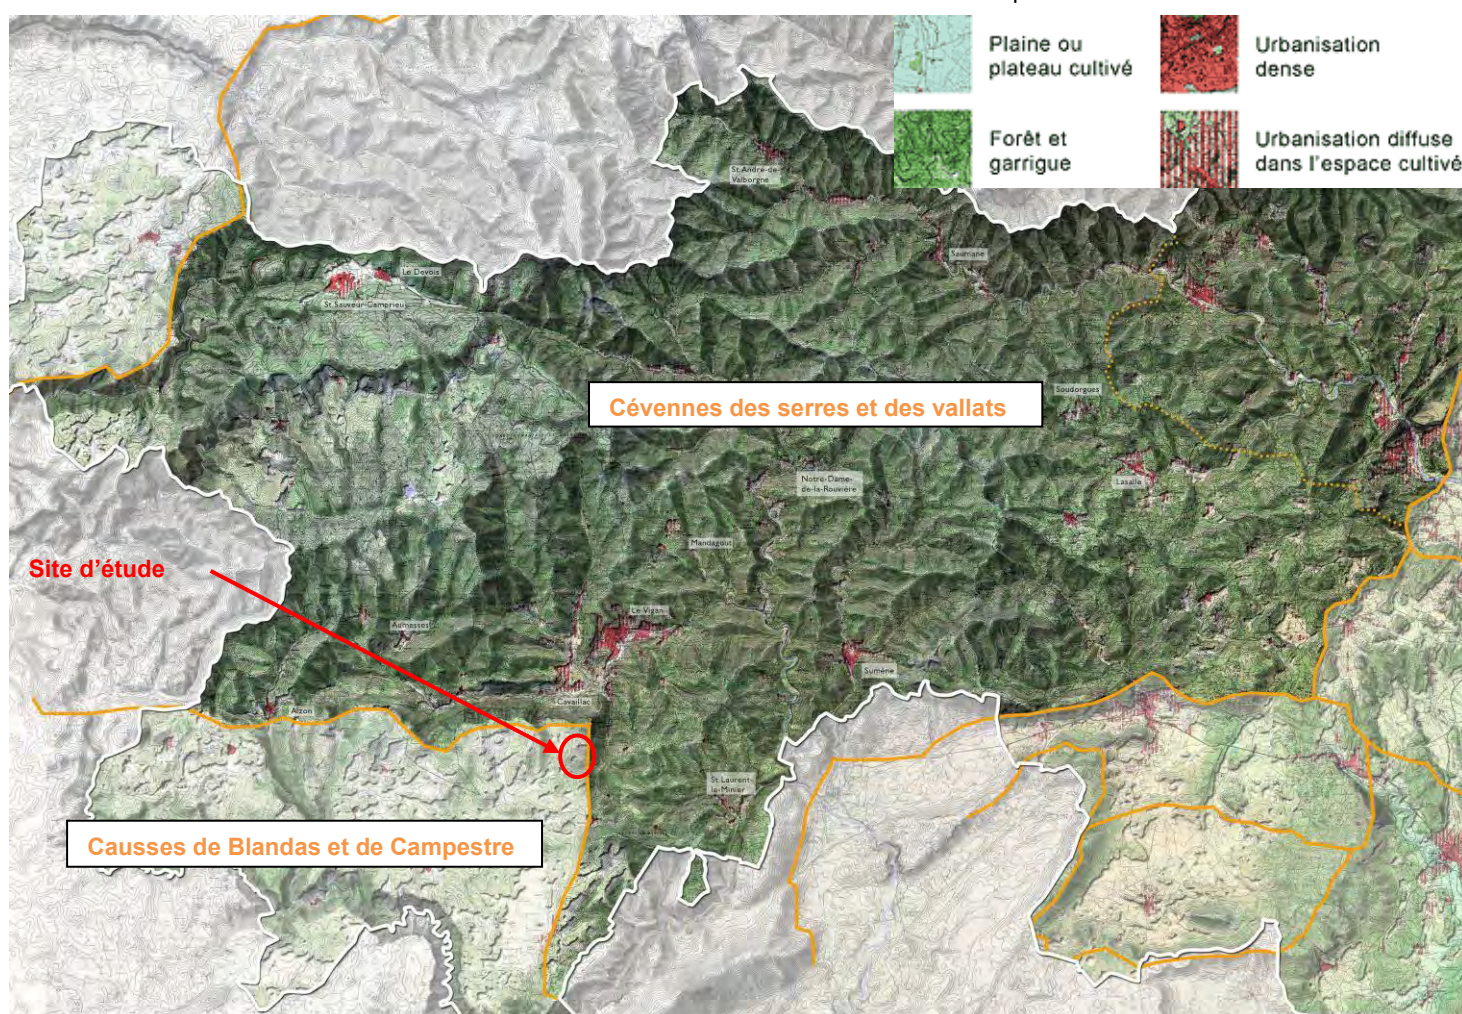 Plaine ou
plateau cultivé
Urbanisation
dense
Forêt et
garrigue
Urbanisation diffuse
dans l'espace cultivé
St.André-de-
Valborgne
Saumane
Le Devois
St.Sauveur-Camprieu
Cévennes des serres et des vallats
Soudorgues
Notre-Dame-
de-la-Rouvière
Lasalle
Mandagout
Site d'étude
Le Vigan
Aumessas
Sumène
Cavaillac
Alzon
St.Laurent-
le-Minier
Causses de Blandas et de Campestre